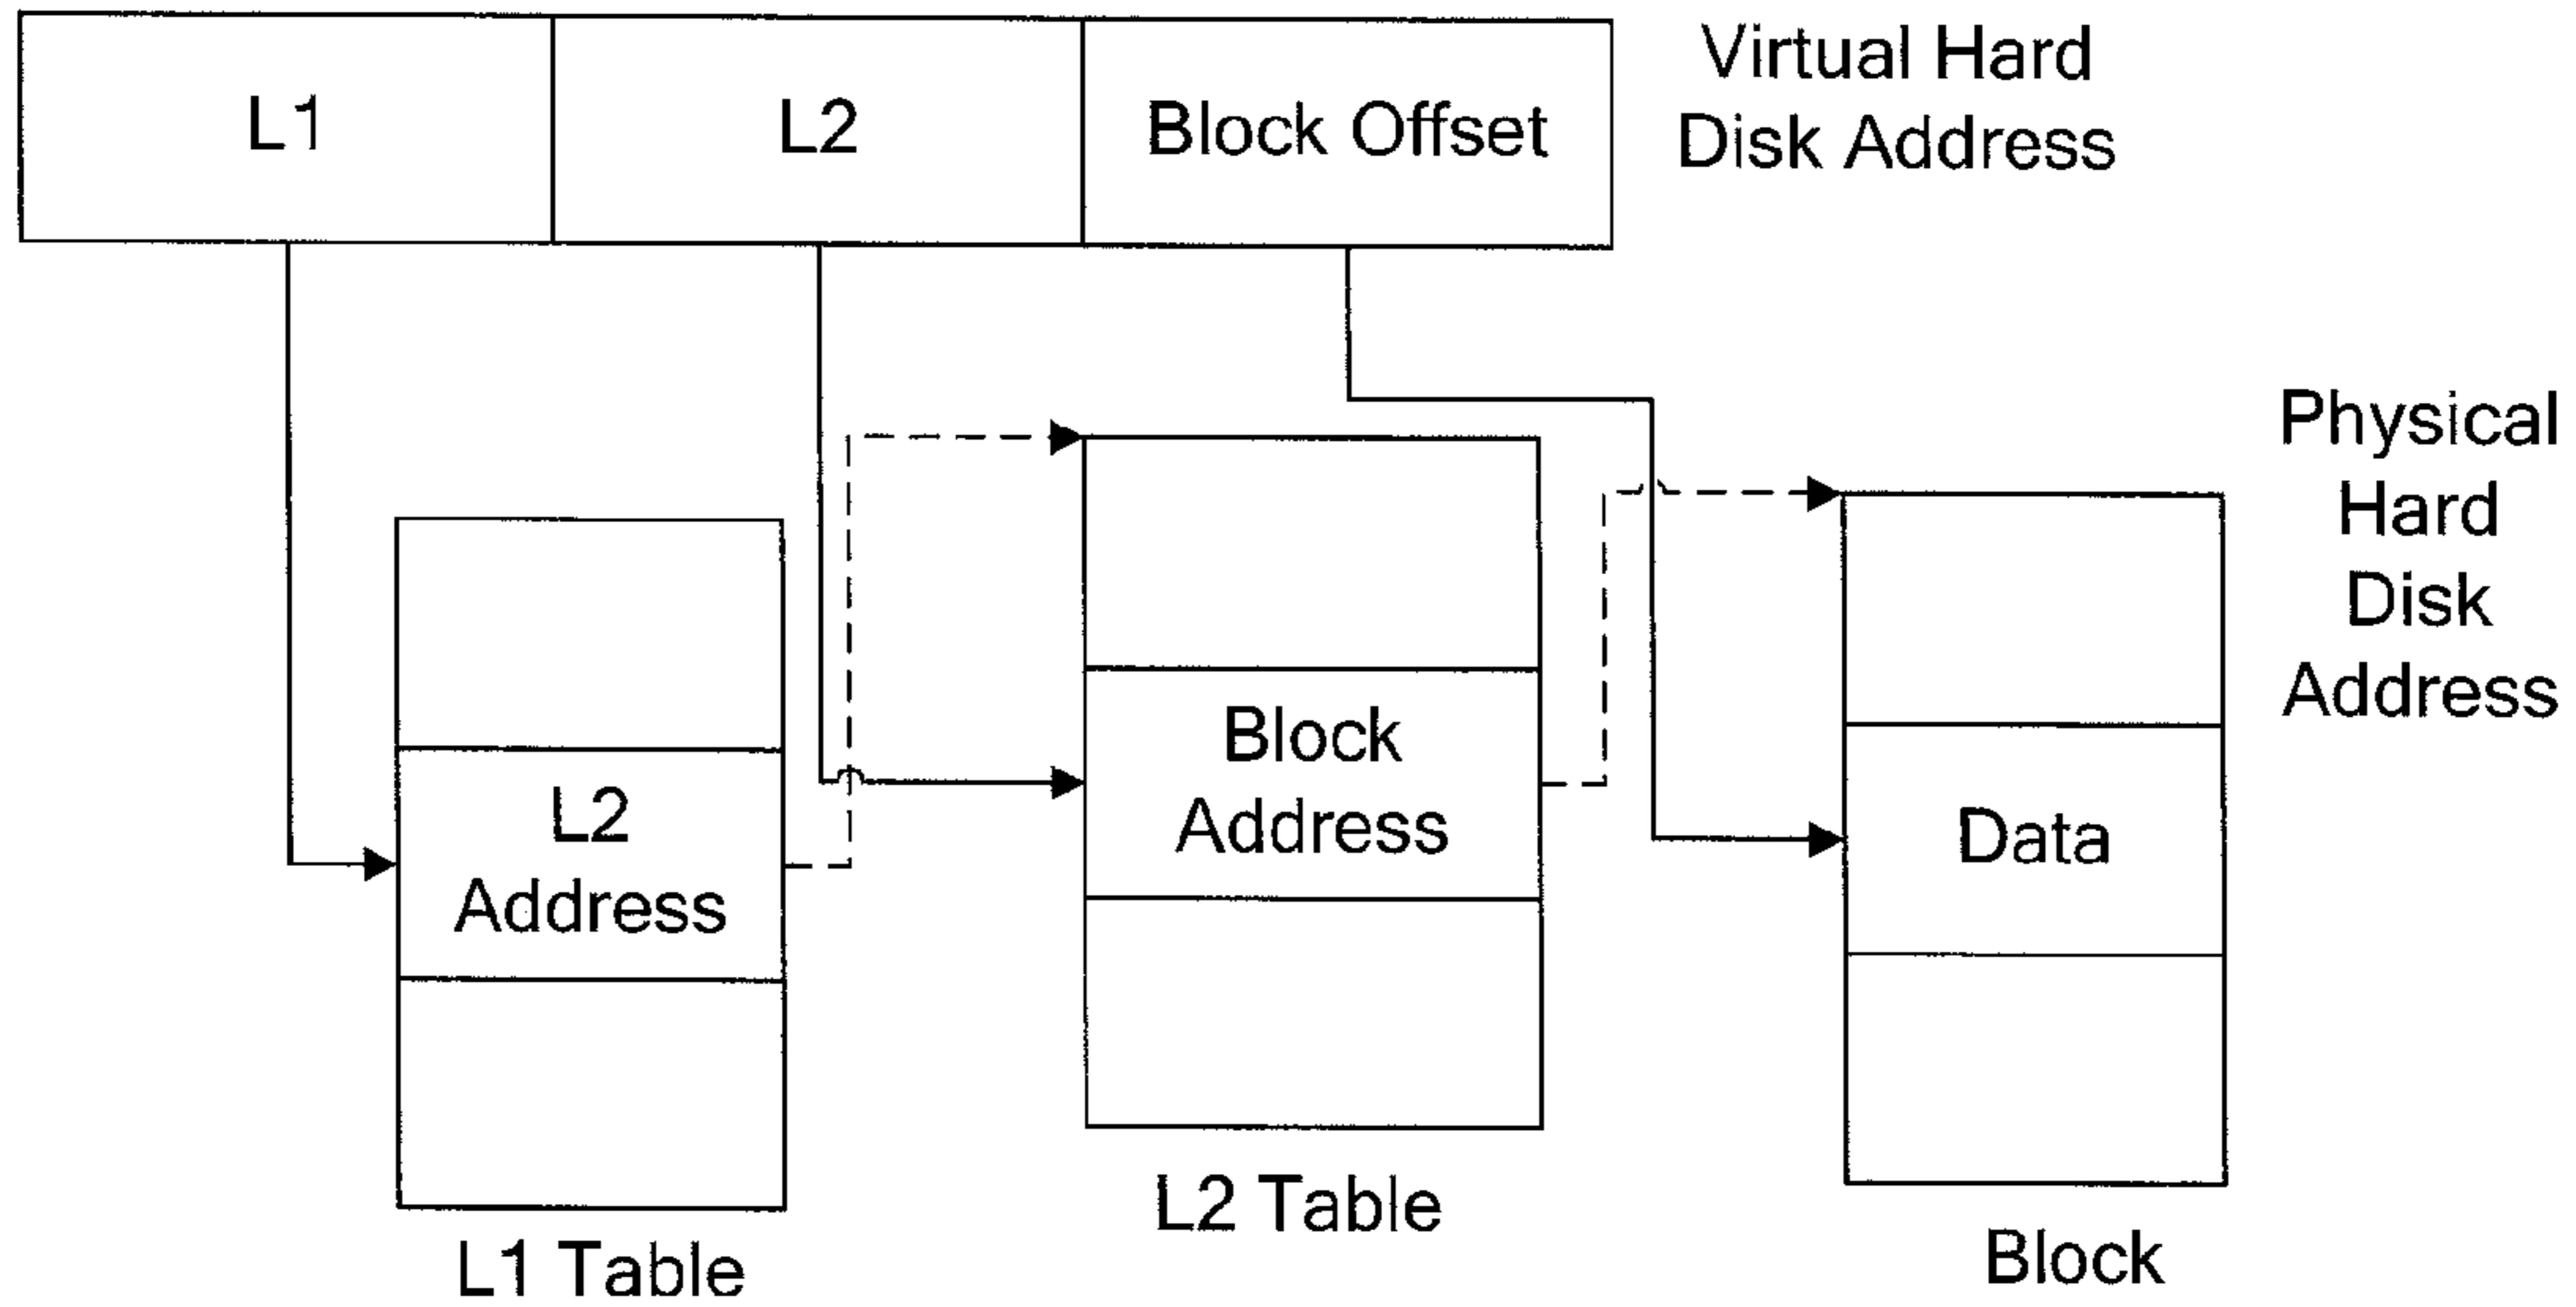 L1
L2
Block Offset
Virtual Hard
Disk Address
Physical
Hard
Disk
Address
L2
Address
Block
Address
Data
L1 Table
L2 Table
Block